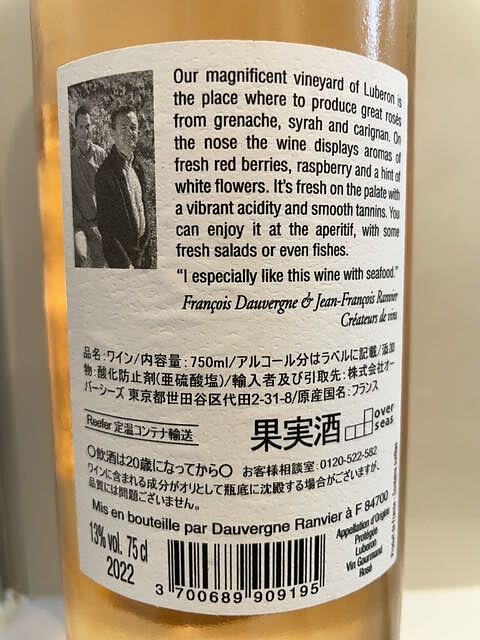 Our magnificent vineyard of Luberon is
the place where to produce great rosés
from grenache, syrah and carignan. On
the nose the wine displays aromas of
fresh red berries, raspberry and a hint of
white flowers. It's fresh on the palate with
a vibrant acidity and smooth tannins. You
can enjoy it at the aperitif, with some
fresh salads or even fishes.
"I especially like this wine with seafood."
François Dauvergne & Jean-François Ranvier
Créateurs de vins
品名:ワイン/内容量:750ml/アルコール分はラベルに記載/添加
物:酸化防止剤(亜硫酸塩)/輸入者及び引取先:株式会社オー
バーシーズ 東京都世田谷区代田2-31-8/原産国名:フランス
Reefer 定温コンテナ輸送
果実酒
over
seas
〇飲酒は20歳になってから〇 お客様相談室:0120-522-582
ワインに含まれる成分がオリとして瓶底に沈殿する場合がございますが、
品質には問題ございません。
Mis en bouteille par Dauvergne Ranvier à F 84700
13% vol. 75 cl
2022
3 700689 909195
Appellation d'Origine
Protégée
Luberon
Vin Gourmand
Rosé